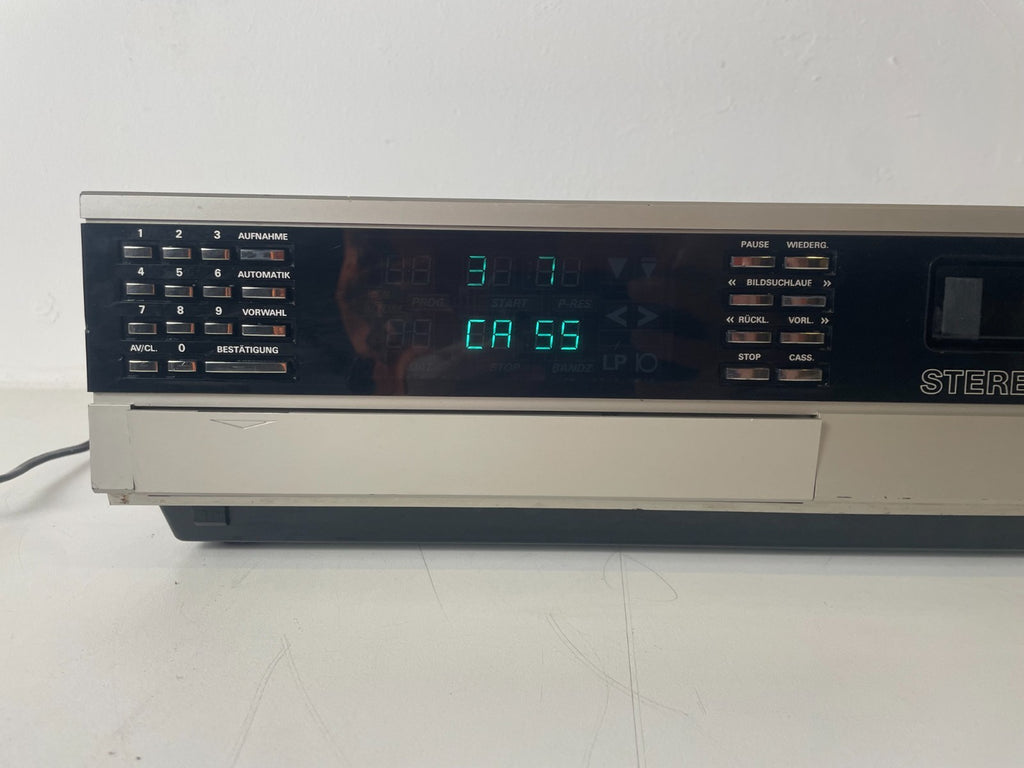 1 2 3 AUFNAHME
4 5 6 AUTOMATIK
7 8 9 VORWAHL
AV/CL. 0 BESTÄTIGUNG
3 7
PROG START P-RES
CA SS
STOP BANDZ
LP
PAUSE WIEDERG.
« BILDSUCHLAUF »
« RÜCKL. VORL. »
STOP CASS.
STERE